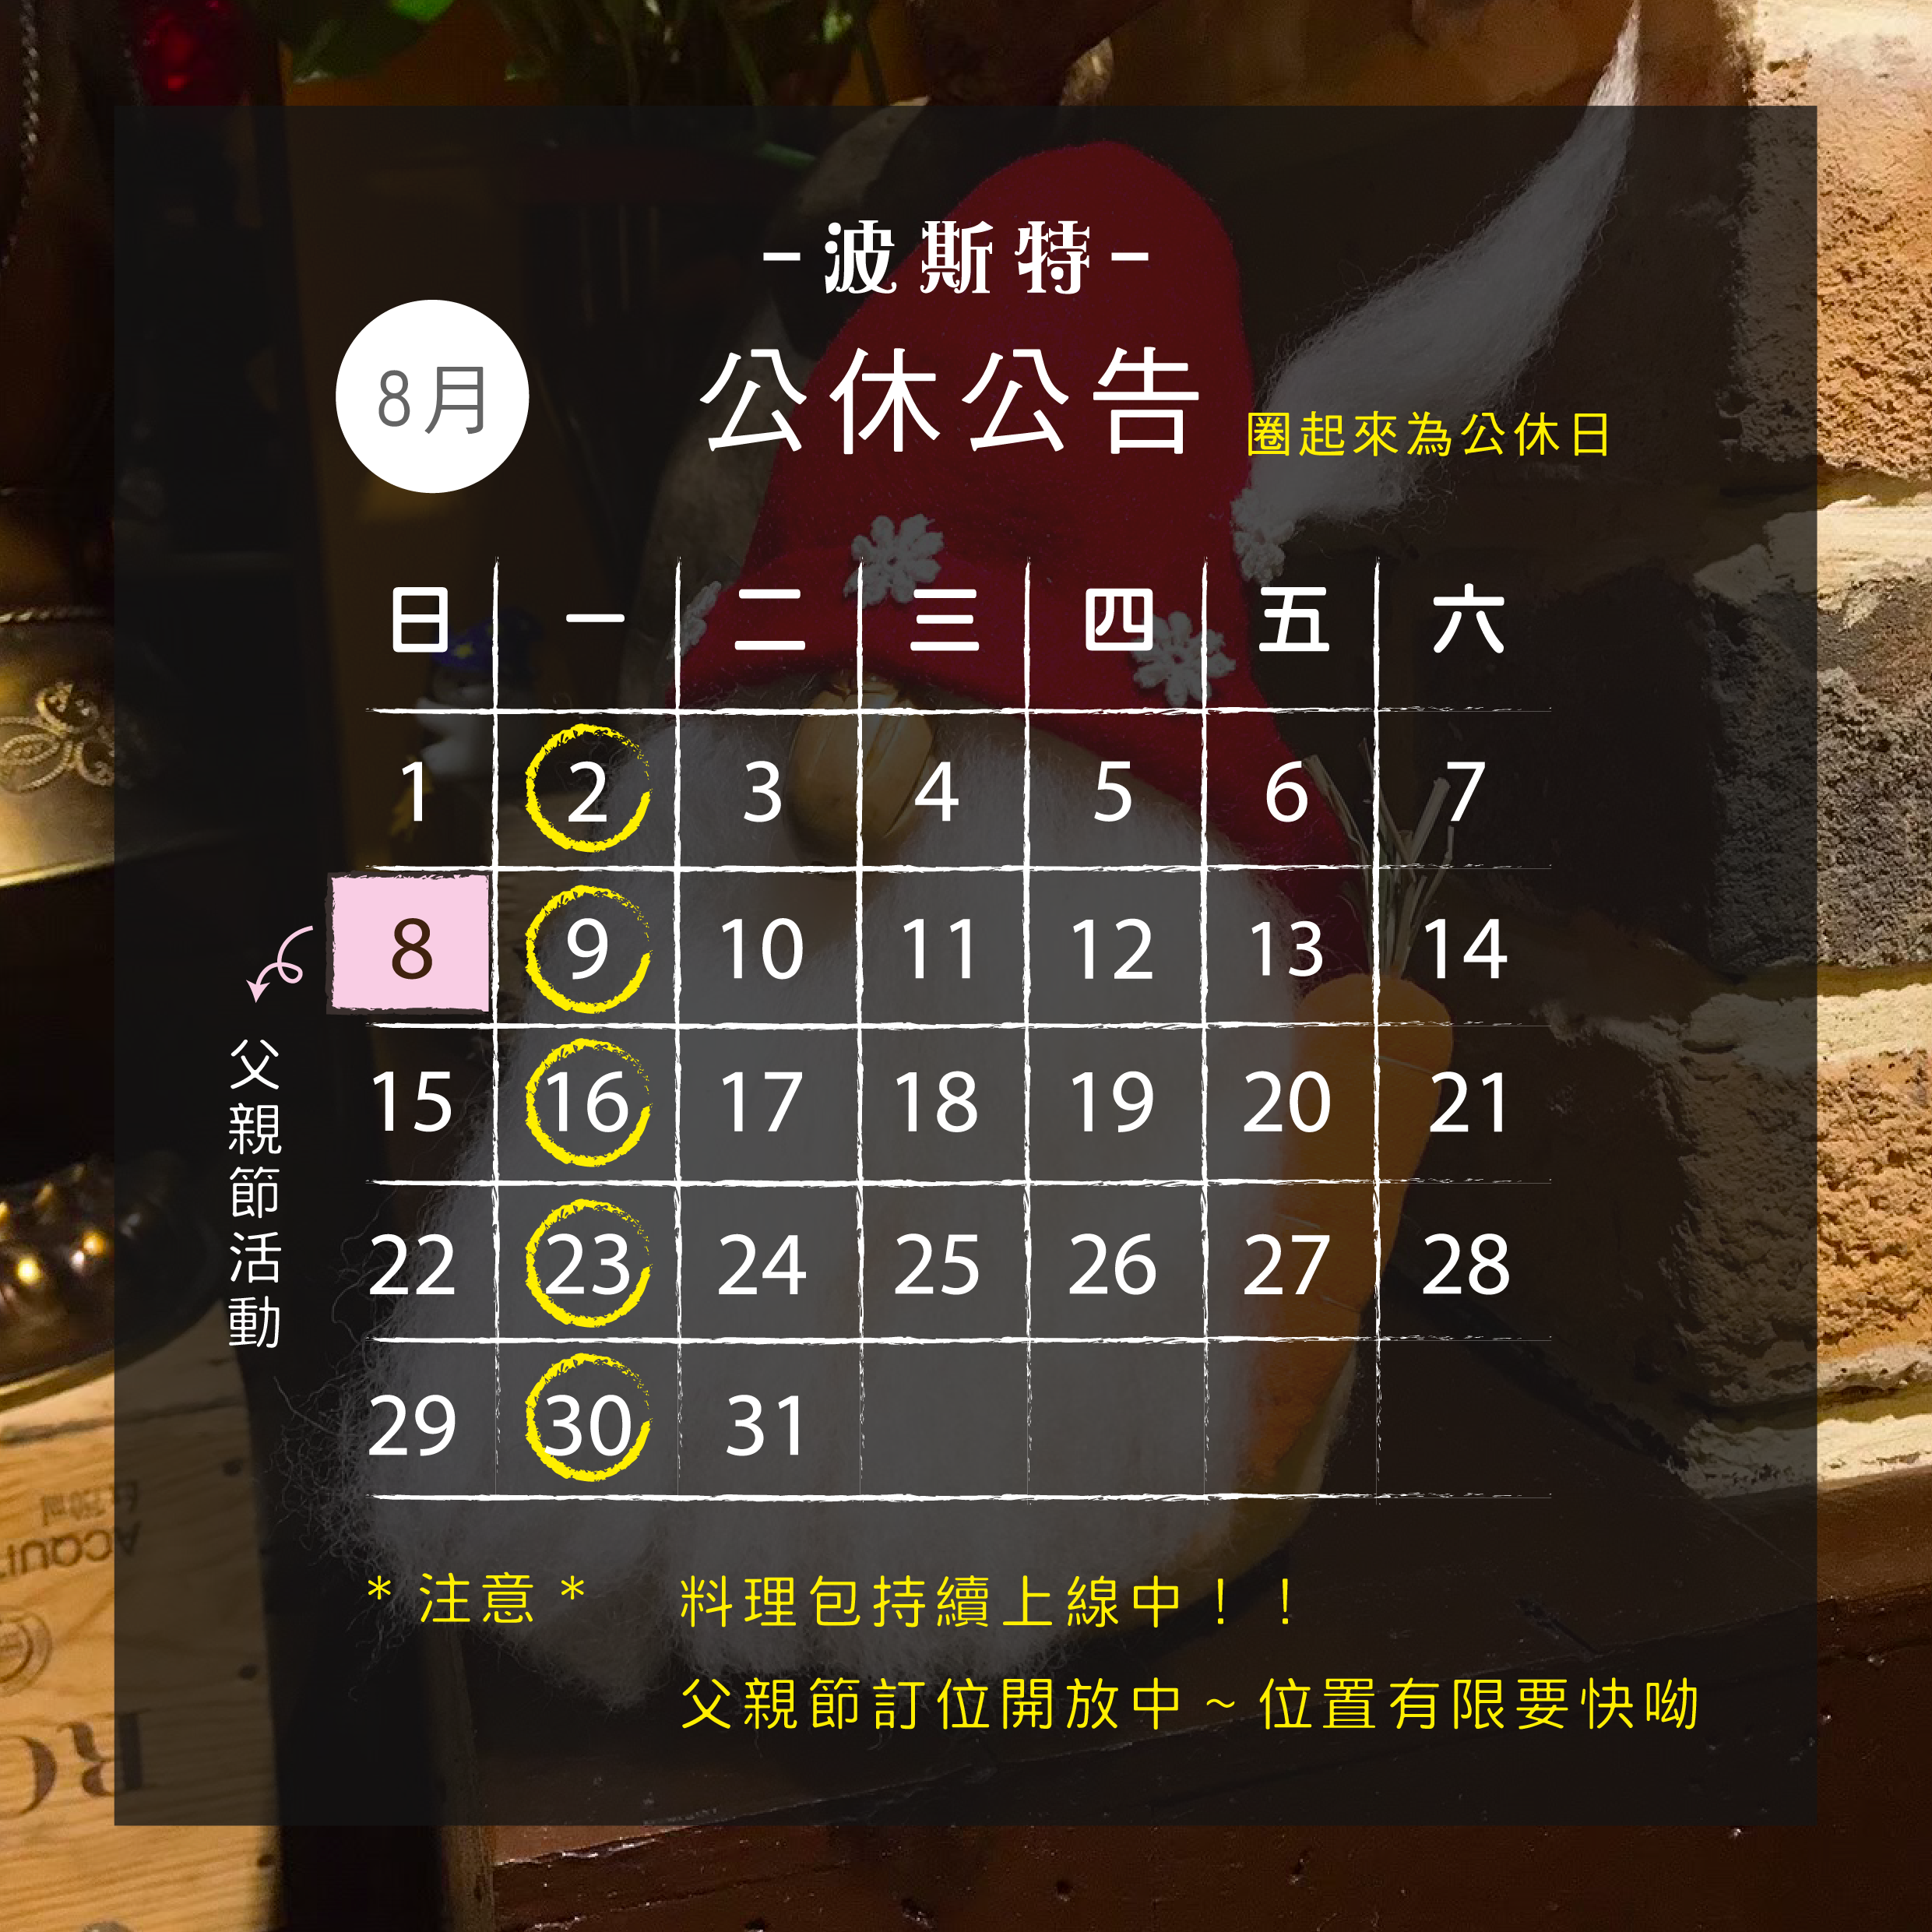 -波斯特-
8月
公休公告 圈起來為公休日
日 一 二 三 四 五 六
1 2 3 4 5 6 7
8 9 10 11 12 13 14
父親節活動
15 16 17 18 19 20 21
22 23 24 25 26 27 28
29 30 31
*注意* 料理包持續上線中！！
父親節訂位開放中～位置有限要快呦